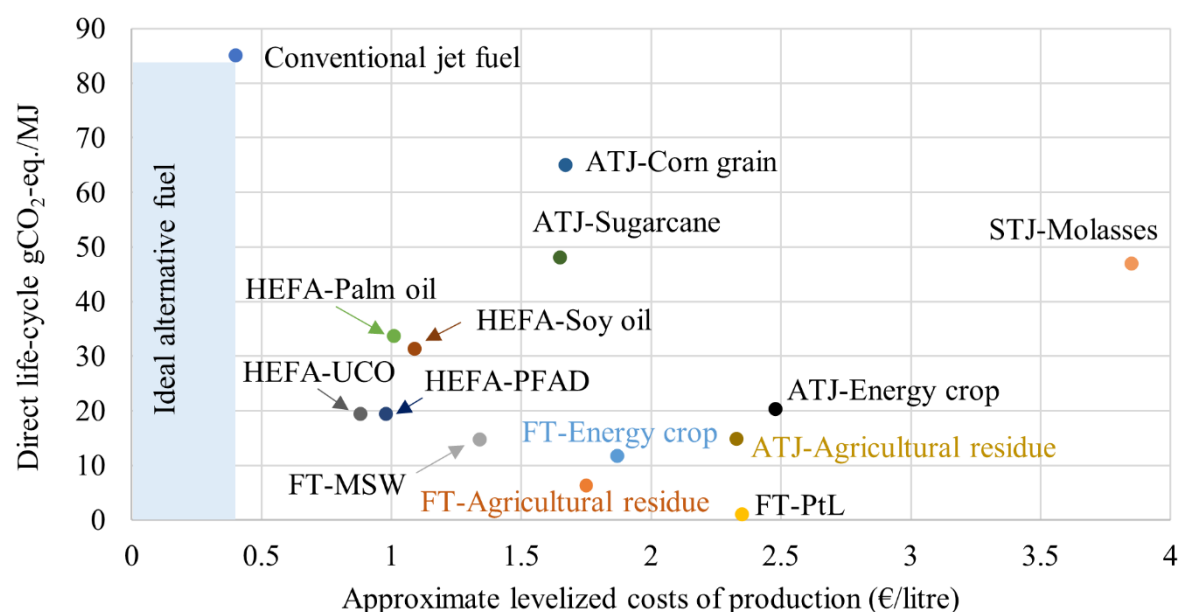 Direct life-cycle gCO₂-eq./MJ
90
80
70
60
50
40
30
20
10
0
Ideal alternative fuel
Conventional jet fuel
ATJ-Corn grain
ATJ-Sugarcane
STJ-Molasses
HEFA-Palm oil
HEFA-Soy oil
HEFA-UCO
HEFA-PFAD
ATJ-Energy crop
FT-Energy crop
ATJ-Agricultural residue
FT-MSW
FT-Agricultural residue
FT-PtL
0 0.5 1 1.5 2 2.5 3 3.5 4
Approximate levelized costs of production (€/litre)